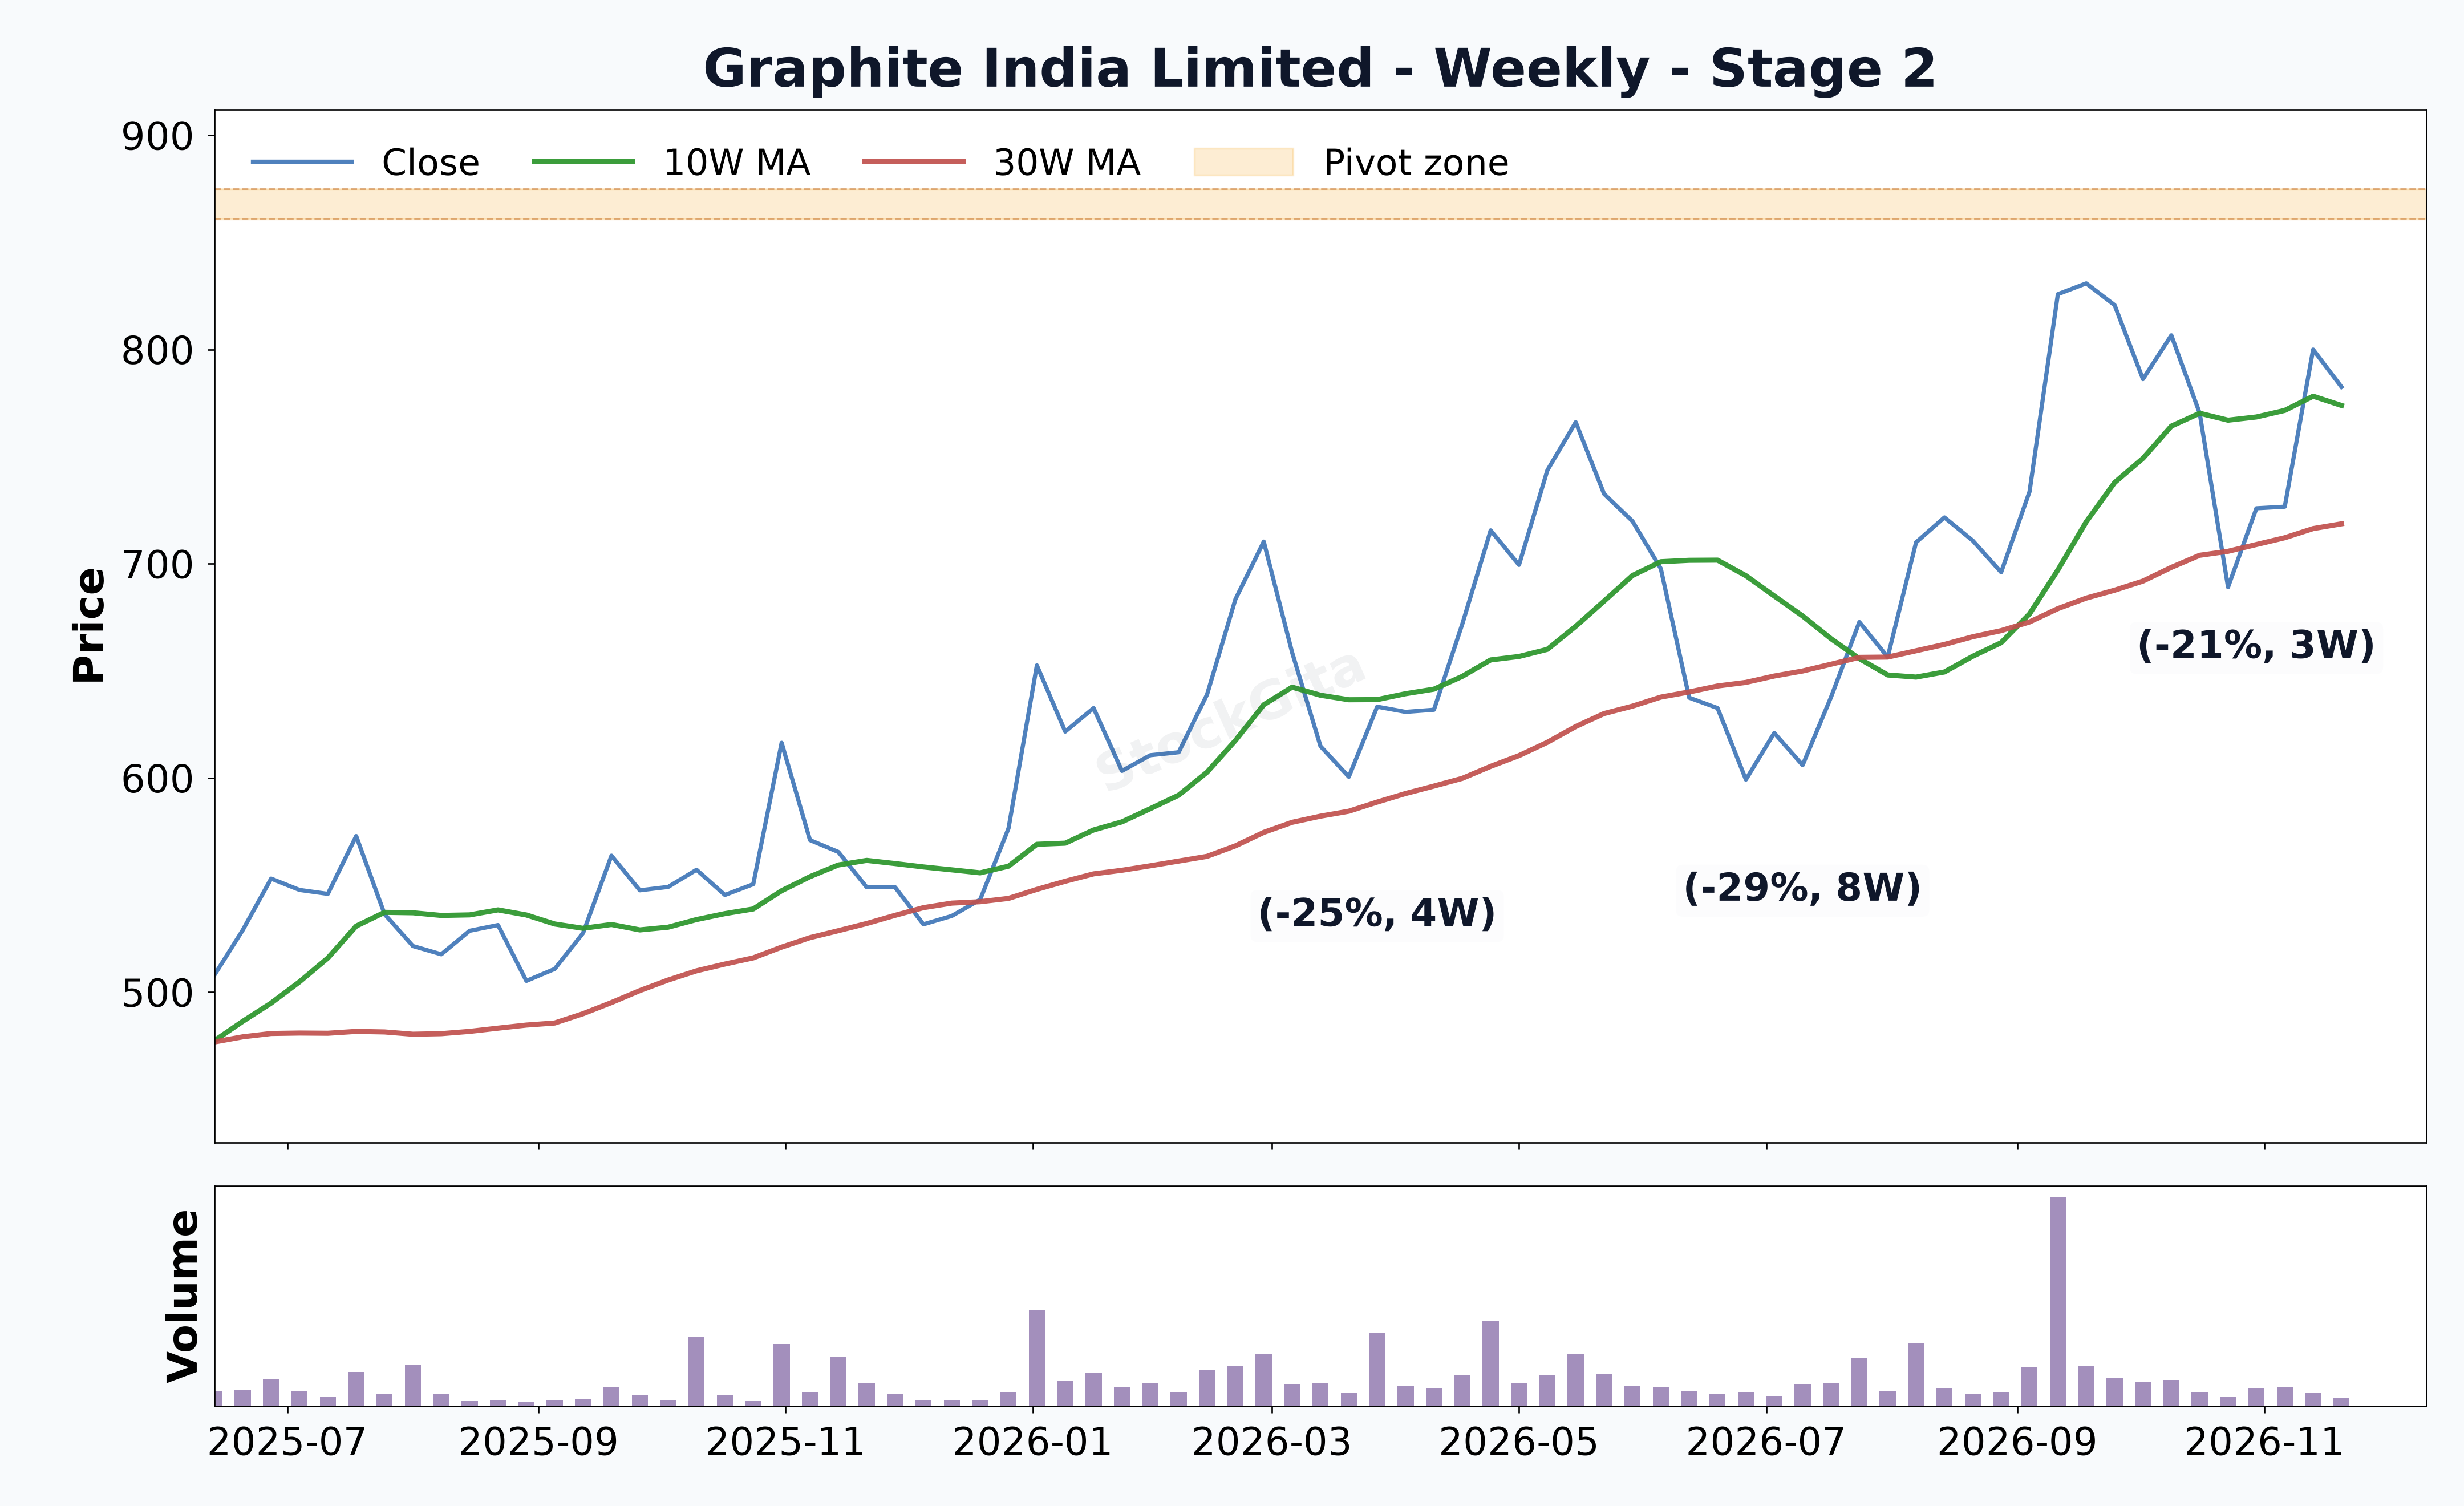 Graphite India Limited - Weekly - Stage 2
900
Close
10W MA
30W MA
Pivot zone
800
700
600
500
Price
StockGita
(-25%, 4W)
(-29%, 8W)
(-21%, 3W)
Volume
2025-07
2025-09
2025-11
2026-01
2026-03
2026-05
2026-07
2026-09
2026-11